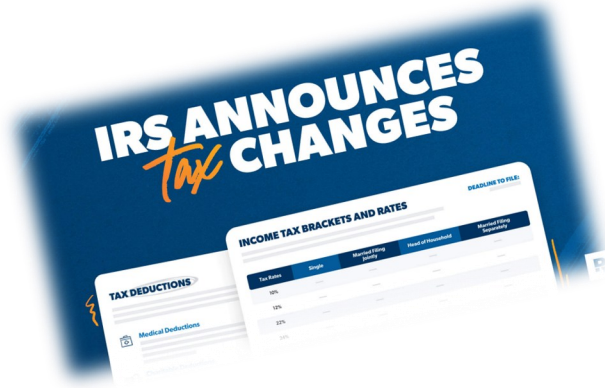 IRS ANNOUNCES
tax CHANGES
DEADLINE TO FILE:
INCOME TAX BRACKETS AND RATES
Tax Rates Single Married Filing Jointly Head of Household Married Filing Separately
10%
12%
22%
TAX DEDUCTIONS
Medical Deductions